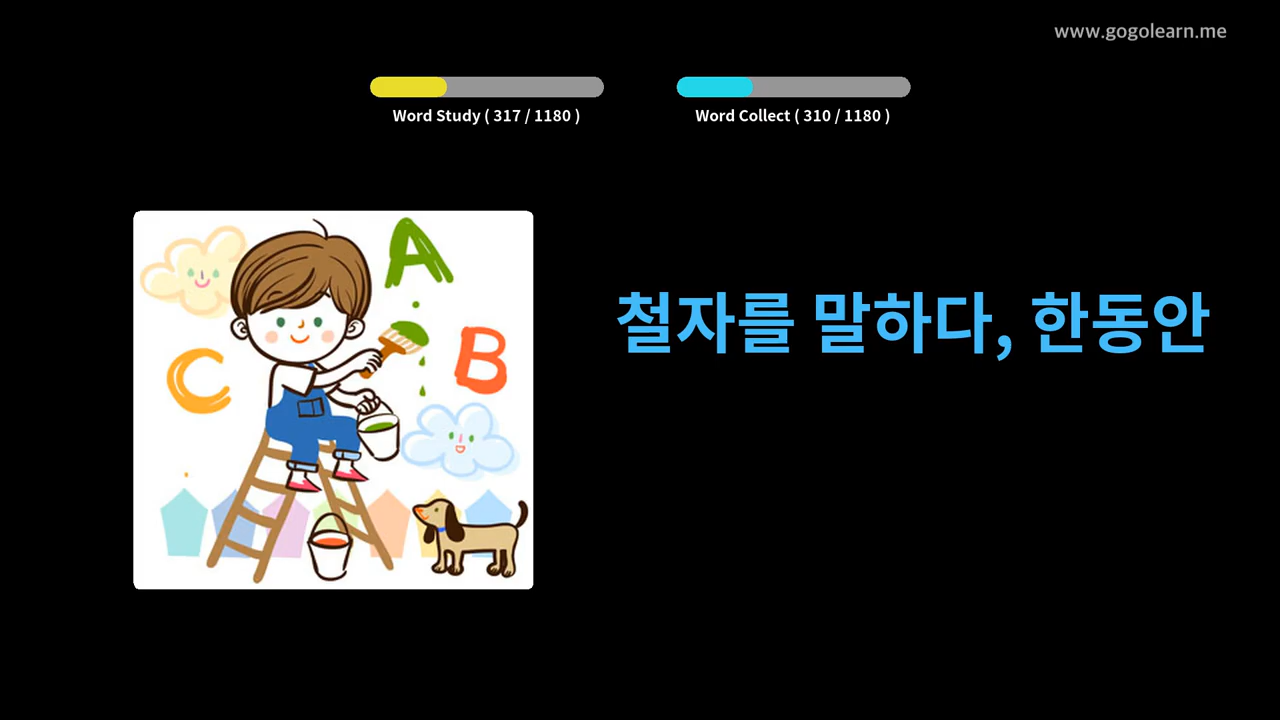 www.gogolearn.me
Word Study ( 317 / 1180 )
Word Collect ( 310 / 1180 )
A
B
C
철자를 말하다, 한동안